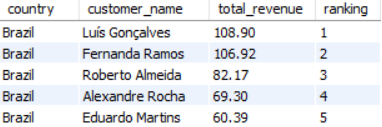 country customer_name total_revenue ranking
Brazil Luís Gonçalves 108.90 1
Brazil Fernanda Ramos 106.92 2
Brazil Roberto Almeida 82.17 3
Brazil Alexandre Rocha 69.30 4
Brazil Eduardo Martins 60.39 5